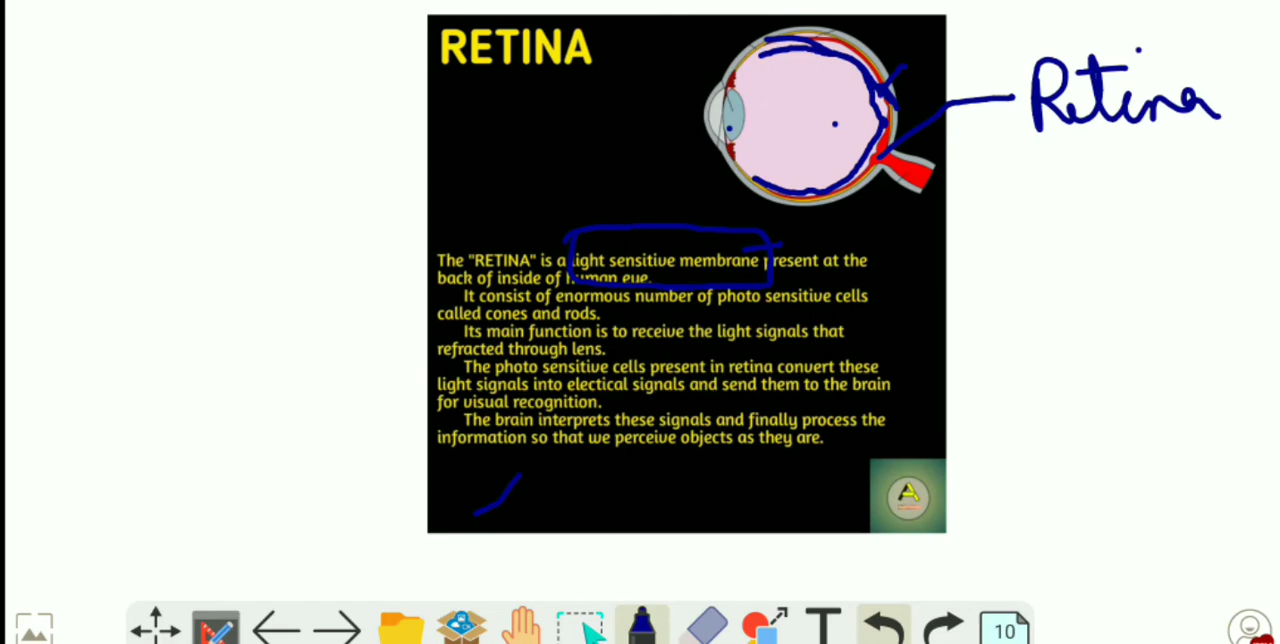 RETINA
Retina
The "RETINA" is a light sensitive membrane present at the
back of inside of human eye.
It consist of enormous number of photo sensitive cells
called cones and rods.
Its main function is to receive the light signals that
refracted through lens.
The photo sensitive cells present in retina convert these
light signals into electical signals and send them to the brain
for visual recognition.
The brain interprets these signals and finally process the
information so that we perceive objects as they are.
A
T
10